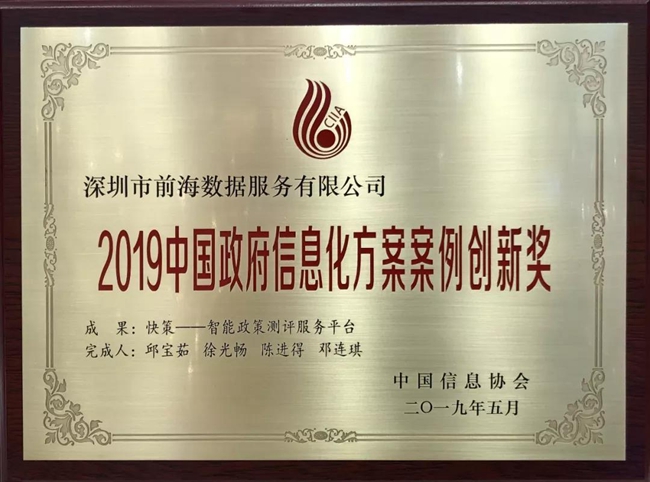 CIIA
深圳市前海数据服务有限公司
2019中国政府信息化方案案例创新奖
成 果：快策——智能政策测评服务平台
完成人：邱宝茹 徐光畅 陈进得 邓连琪
中国信息协会
二〇一九年五月